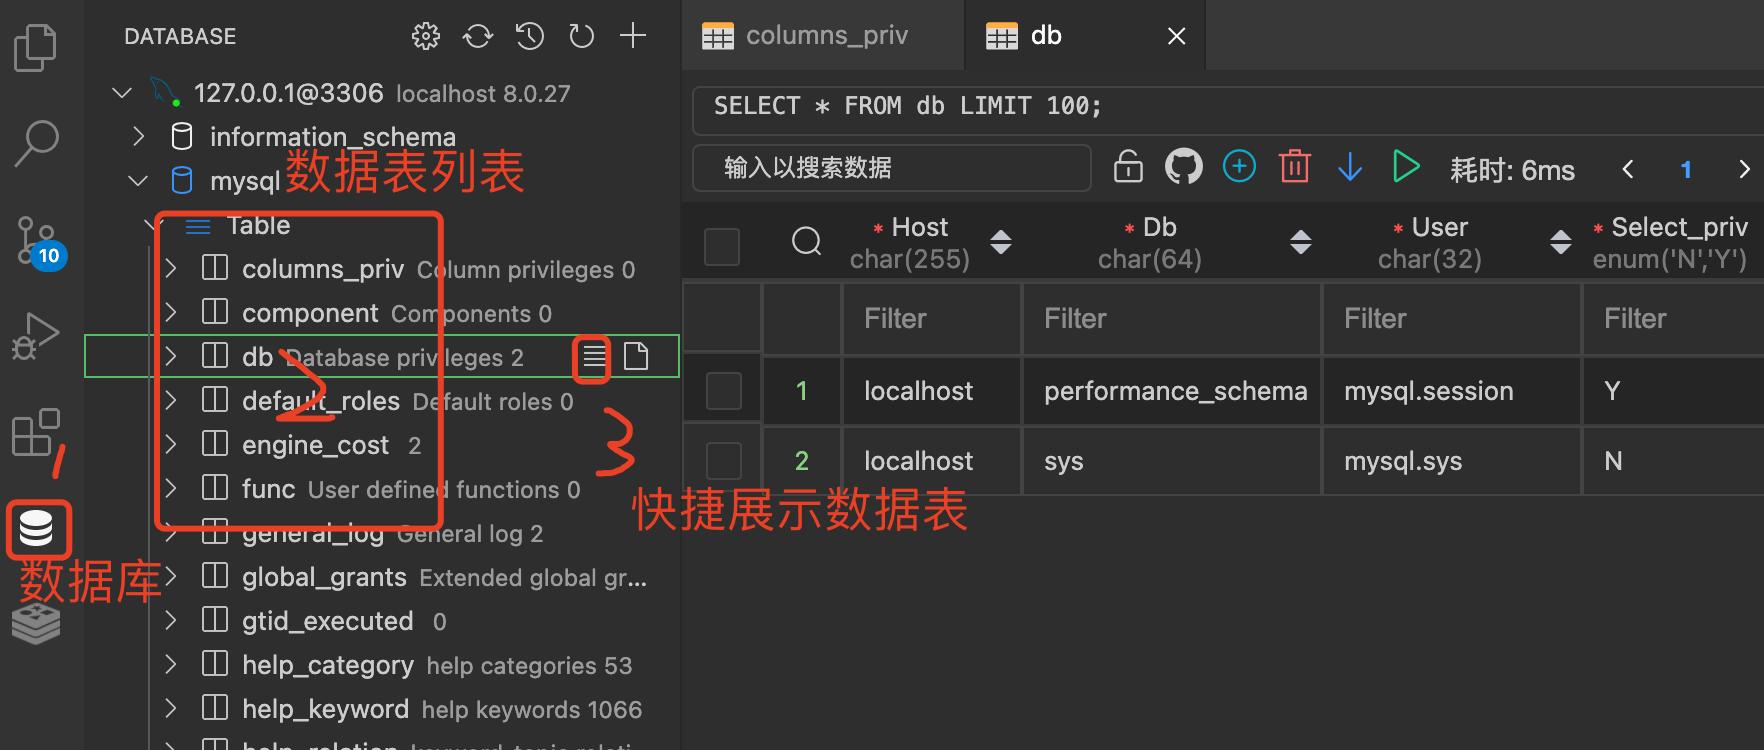 DATABASE
127.0.0.1@3306 localhost 8.0.27
information_schema
mysql
数据表列表
Table
columns_priv Column privileges 0
component Components 0
db Database privileges 2
2
default_roles Default roles 0
3
engine_cost 2
func User defined functions 0
general_log General log 2
global_grants Extended global gr...
gtid_executed 0
help_category help categories 53
help_keyword help keywords 1066
10
1
数据库
快捷展示数据表
columns_priv
db
SELECT * FROM db LIMIT 100;
输入以搜索数据
耗时: 6ms
1
* Host * Db * User * Select_priv
char(255) char(64) char(32) enum('N','Y')
Filter Filter Filter Filter
1 localhost performance_schema mysql.session Y
2 localhost sys mysql.sys N